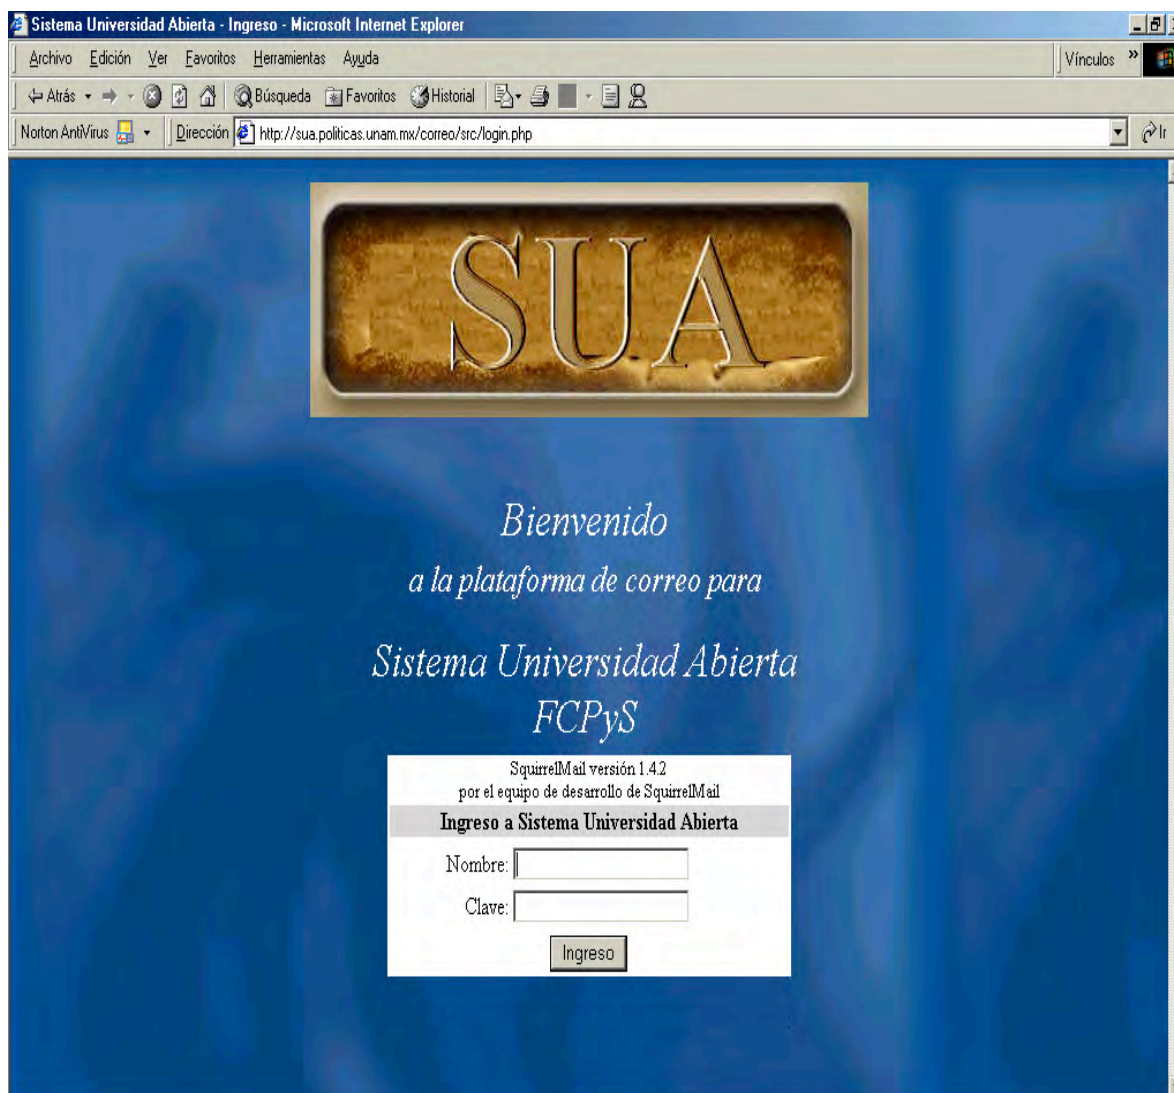 Sistema Universidad Abierta - Ingreso - Microsoft Internet Explorer
Archivo Edición Ver Favoritos Herramientas Ayuda Vínculos »
Atrás Búsqueda Favoritos Historial
Norton AntiVirus Dirección http://sua.politicas.unam.mx/correo/src/login.php Ir
SUA
Bienvenido
a la plataforma de correo para
Sistema Universidad Abierta
FCPyS
SquirrelMail versión 1.4.2
por el equipo de desarrollo de SquirrelMail
Ingreso a Sistema Universidad Abierta
Nombre:
Clave:
Ingreso